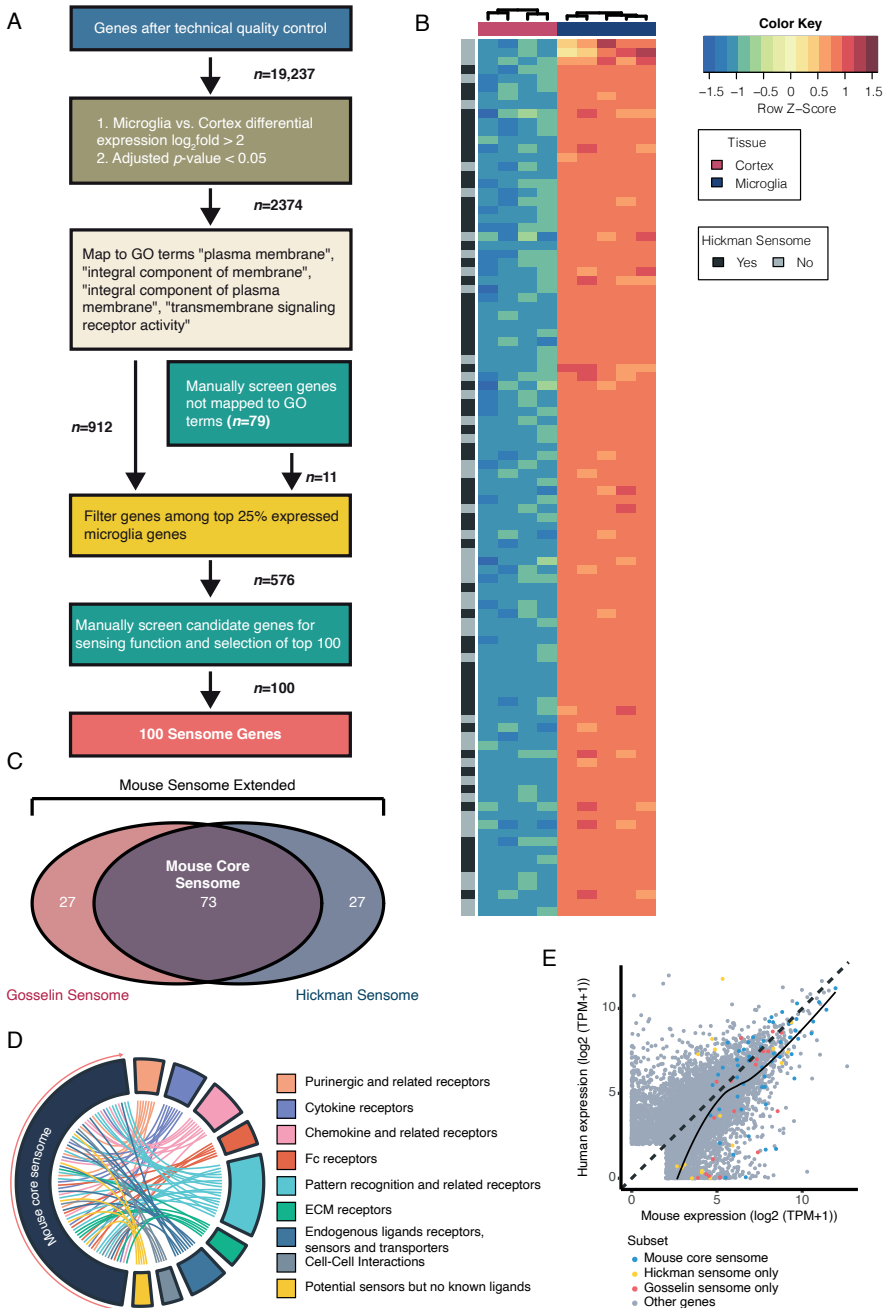 A
Genes after technical quality control
n=19,237
1. Microglia vs. Cortex differential
expression log2fold > 2
2. Adjusted p-value < 0.05
n=2374
Map to GO terms "plasma membrane",
"integral component of membrane",
"integral component of plasma
membrane", "transmembrane signaling
receptor activity"
Manually screen genes
not mapped to GO
terms (n=79)
n=912
n=11
Filter genes among top 25% expressed
microglia genes
n=576
Manually screen candidate genes for
sensing function and selection of top 100
n=100
100 Sensome Genes
B
Color Key
−1.5 −1 −0.5 0 0.5 1 1.5
Row Z-Score
Tissue
Cortex
Microglia
Hickman Sensome
Yes No
C
Mouse Sensome Extended
Mouse Core
Sensome
27 73 27
Gosselin Sensome Hickman Sensome
D
Mouse core sensome
Purinergic and related receptors
Cytokine receptors
Chemokine and related receptors
Fc receptors
Pattern recognition and related receptors
ECM receptors
Endogenous ligands receptors,
sensors and transporters
Cell-Cell Interactions
Potential sensors but no known ligands
E
Human expression (log2 (TPM+1))
10
5
0
0 5 10
Mouse expression (log2 (TPM+1))
Subset
Mouse core sensome
Hickman sensome only
Gosselin sensome only
Other genes